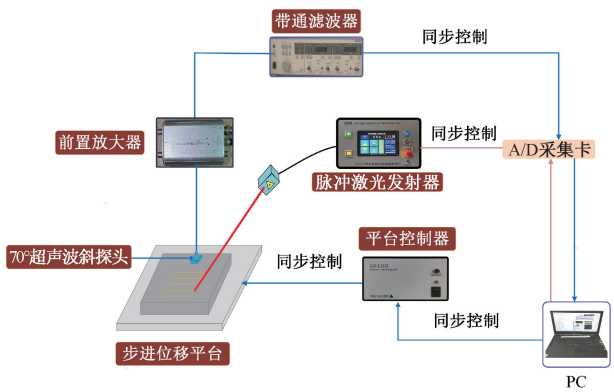 带通滤波器
同步控制
前置放大器
同步控制
A/D采集卡
脉冲激光发射器
70°超声波斜探头
平台控制器
同步控制
同步控制
步进位移平台
PC